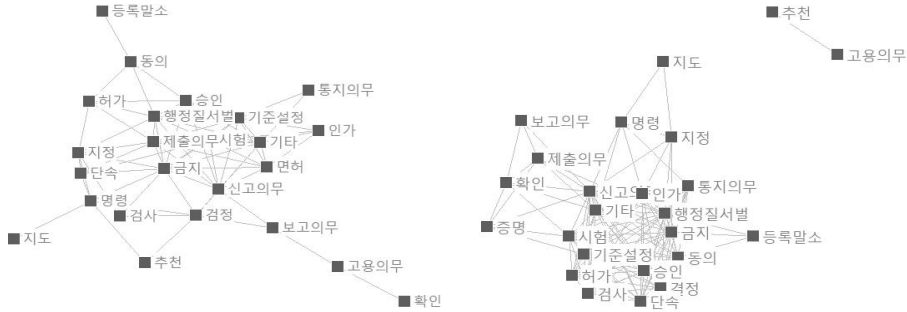 등록말소
동의
허가
승인
통지의무
행정질서벌
기준설정
인가
제출의무
시험
기타
지정
단속
금지
면허
신고의무
명령
검사
검정
보고의무
지도
추천
고용의무
확인
추천
고용의무
지도
보고의무
명령
지정
제출의무
확인
신고의
인가
통지의무
기타
행정질서벌
증명
시험
금지
등록말소
기준설정
동의
허가
승인
검사
격정
단속